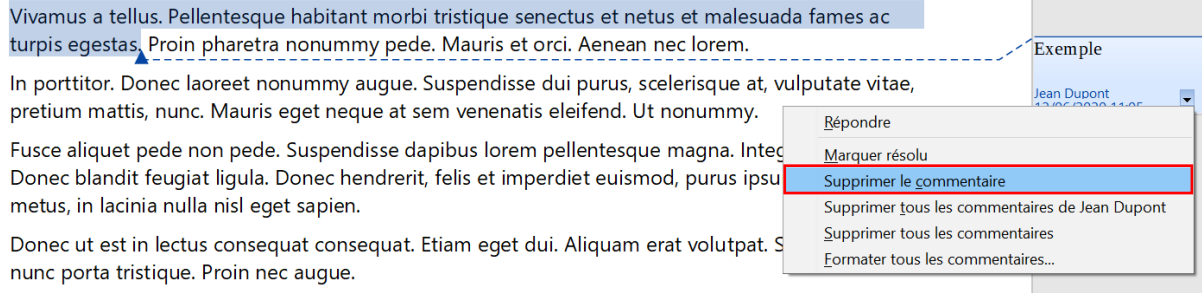 Vivamus a tellus. Pellentesque habitant morbi tristique senectus et netus et malesuada fames ac
turpis egestas. Proin pharetra nonummy pede. Mauris et orci. Aenean nec lorem.
In porttitor. Donec laoreet nonummy augue. Suspendisse dui purus, scelerisque at, vulputate vitae,
pretium mattis, nunc. Mauris eget neque at sem venenatis eleifend. Ut nonummy.
Fusce aliquet pede non pede. Suspendisse dapibus lorem pellentesque magna. Integ
Donec blandit feugiat ligula. Donec hendrerit, felis et imperdiet euismod, purus ipsu
metus, in lacinia nulla nisl eget sapien.
Donec ut est in lectus consequat consequat. Etiam eget dui. Aliquam erat volutpat. S
nunc porta tristique. Proin nec augue.
Exemple
Jean Dupont
12/06/2020 11:05
Répondre
Marquer résolu
Supprimer le commentaire
Supprimer tous les commentaires de Jean Dupont
Supprimer tous les commentaires
Formater tous les commentaires...